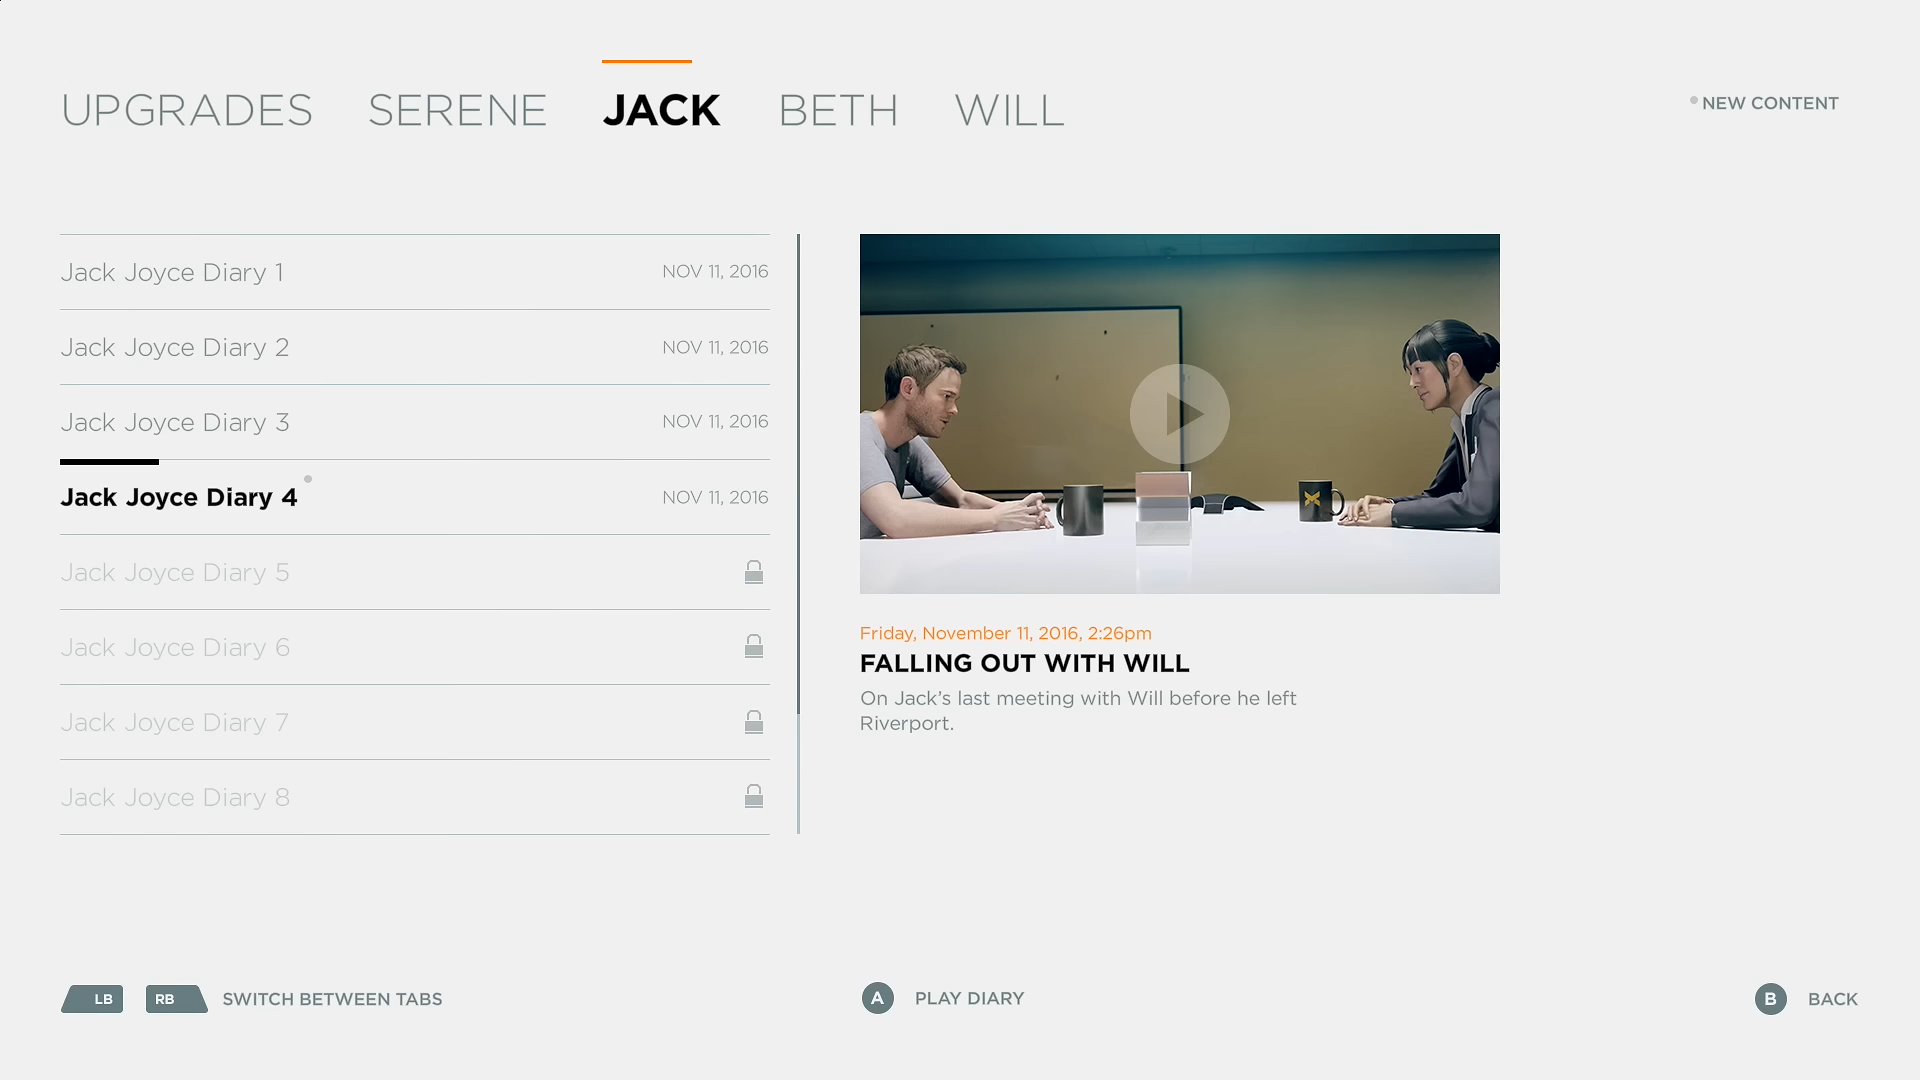 UPGRADES SERENE JACK BETH WILL
NEW CONTENT
Jack Joyce Diary 1 NOV 11, 2016
Jack Joyce Diary 2 NOV 11, 2016
Jack Joyce Diary 3 NOV 11, 2016
Jack Joyce Diary 4 NOV 11, 2016
Jack Joyce Diary 5
Jack Joyce Diary 6
Jack Joyce Diary 7
Jack Joyce Diary 8
Friday, November 11, 2016, 2:26pm
FALLING OUT WITH WILL
On Jack’s last meeting with Will before he left
Riverport.
LB RB SWITCH BETWEEN TABS
A PLAY DIARY
B BACK